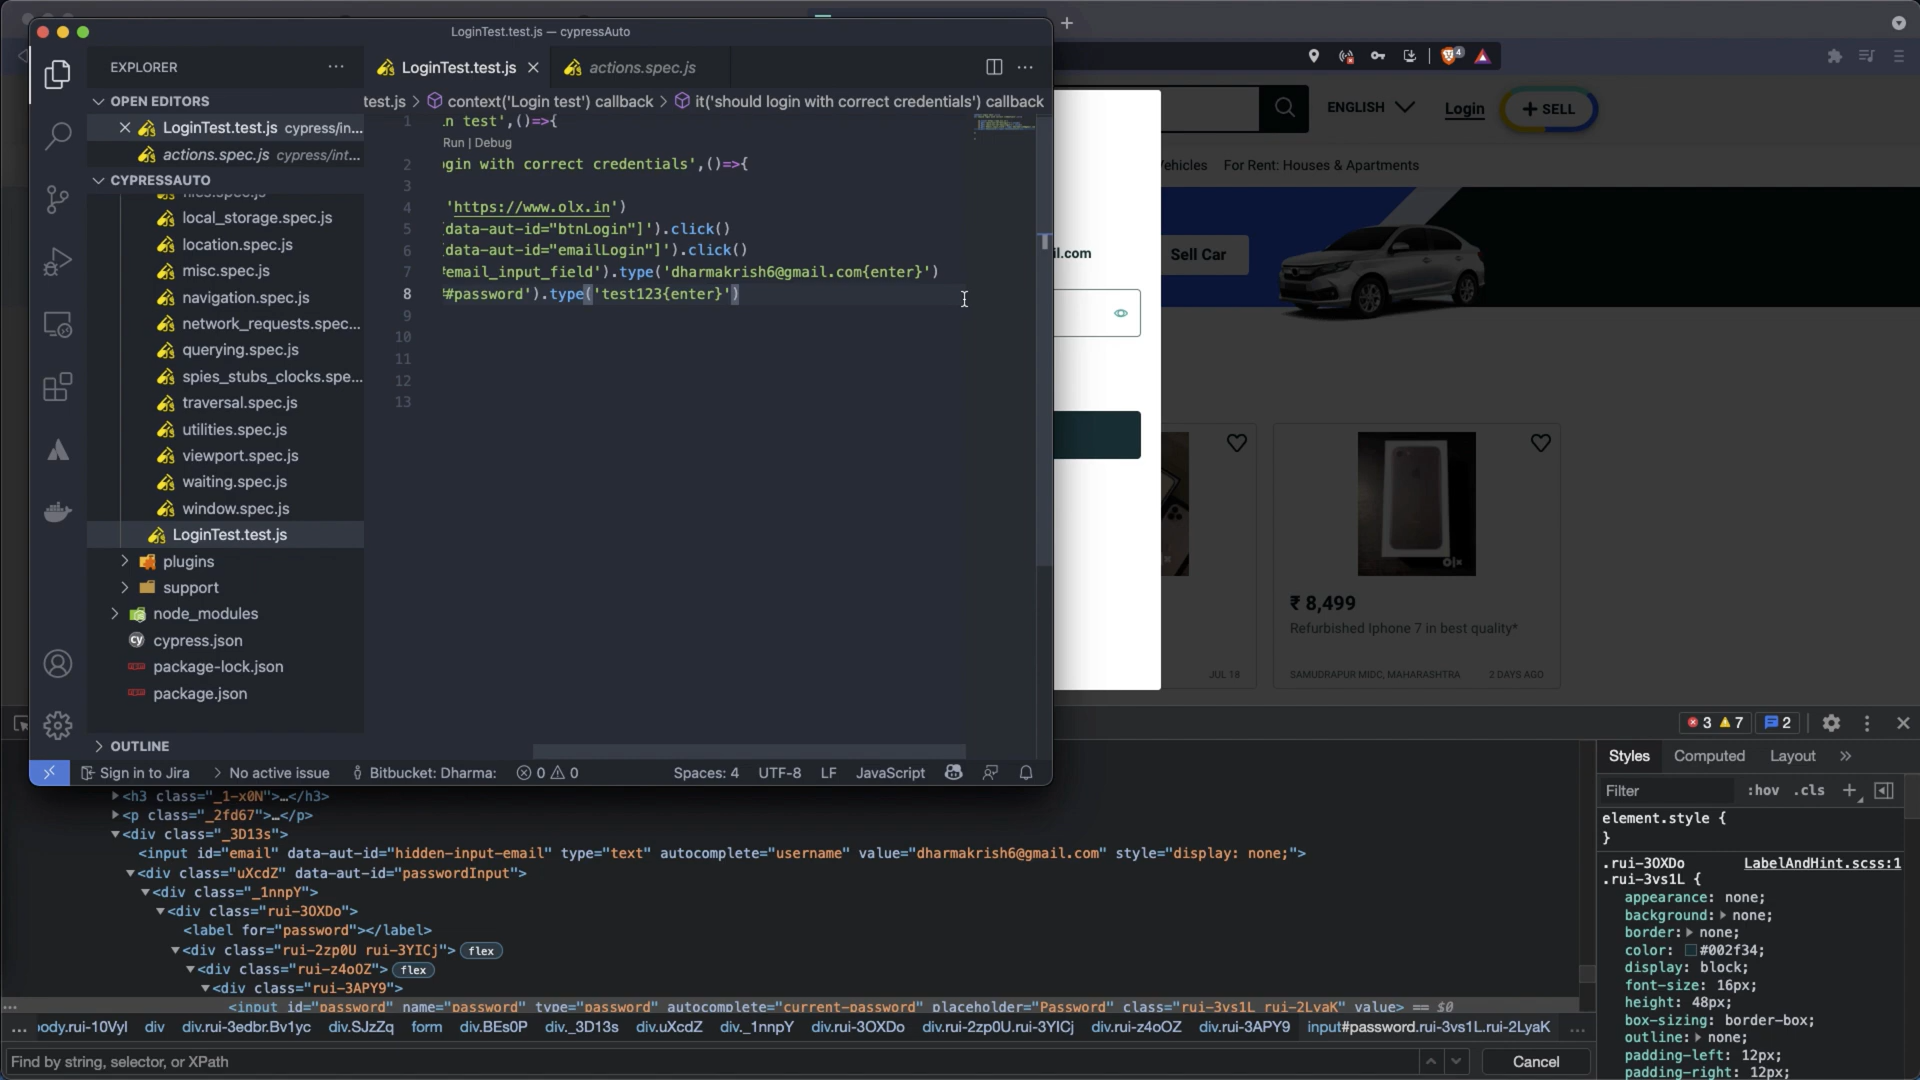 LoginTest.test.js — cypressAuto
EXPLORER
LoginTest.test.js
actions.spec.js
OPEN EDITORS
LoginTest.test.js cypress/in...
actions.spec.js cypress/int...
CYPRESSAUTO
local_storage.spec.js
location.spec.js
misc.spec.js
navigation.spec.js
network_requests.spec...
querying.spec.js
spies_stubs_clocks.spe...
traversal.spec.js
utilities.spec.js
viewport.spec.js
waiting.spec.js
window.spec.js
LoginTest.test.js
plugins
support
node_modules
cypress.json
package-lock.json
package.json
OUTLINE
test.js > context('Login test') callback > it('should login with correct credentials') callback
1 n test',()=>{
Run | Debug
2 gin with correct credentials',()=>{
3
4 'https://www.olx.in')
5 [data-aut-id="btnLogin"]').click()
6 [data-aut-id="emailLogin"]').click()
7 #email_input_field').type('dharmakrish6@gmail.com{enter}')
8 #password').type('test123{enter}')
9
10
11
12
13
Sign in to Jira
No active issue
Bitbucket: Dharma:
0 0
Spaces: 4
UTF-8
LF
JavaScript
4
ENGLISH
Login
+ SELL
ehicles
For Rent: Houses & Apartments
Sell Car
il.com
olx
₹ 8,499
Refurbished Iphone 7 in best quality*
JUL 18
SAMUDRAPUR MIDC, MAHARASHTRA
2 DAYS AGO
3 7 2
<h3 class="_1-x0N">…</h3>
<p class="_2fd67">…</p>
<div class="_3D13s">
<input id="email" data-aut-id="hidden-input-email" type="text" autocomplete="username" value="dharmakrish6@gmail.com" style="display: none;">
<div class="uXcdZ" data-aut-id="passwordInput">
<div class="_1nnpY">
<div class="rui-3OXDo">
<label for="password"></label>
<div class="rui-2zp0U rui-3YICj"> flex
<div class="rui-z4oOZ"> flex
<div class="rui-3APY9">
<input id="password" name="password" type="password" autocomplete="current-password" placeholder="Password" class="rui-3vs1L rui-2LyaK" value> == $0
... ody.rui-10Vyl div div.rui-3edbr.Bv1yc div.SJzZq form div.BEs0P div._3D13s div.uXcdZ div._1nnpY div.rui-3OXDo div.rui-2zp0U.rui-3YICj div.rui-z4oOZ div.rui-3APY9 input#password.rui-3vs1L.rui-2LyaK ...
Find by string, selector, or XPath
Cancel
Styles Computed Layout »
Filter
:hov .cls +
element.style {
}
.rui-3OXDo LabelAndHint.scss:1
.rui-3vs1L {
appearance: none;
background: none;
border: none;
color: #002f34;
display: block;
font-size: 16px;
height: 48px;
box-sizing: border-box;
outline: none;
padding-left: 12px;
padding-right: 12px;